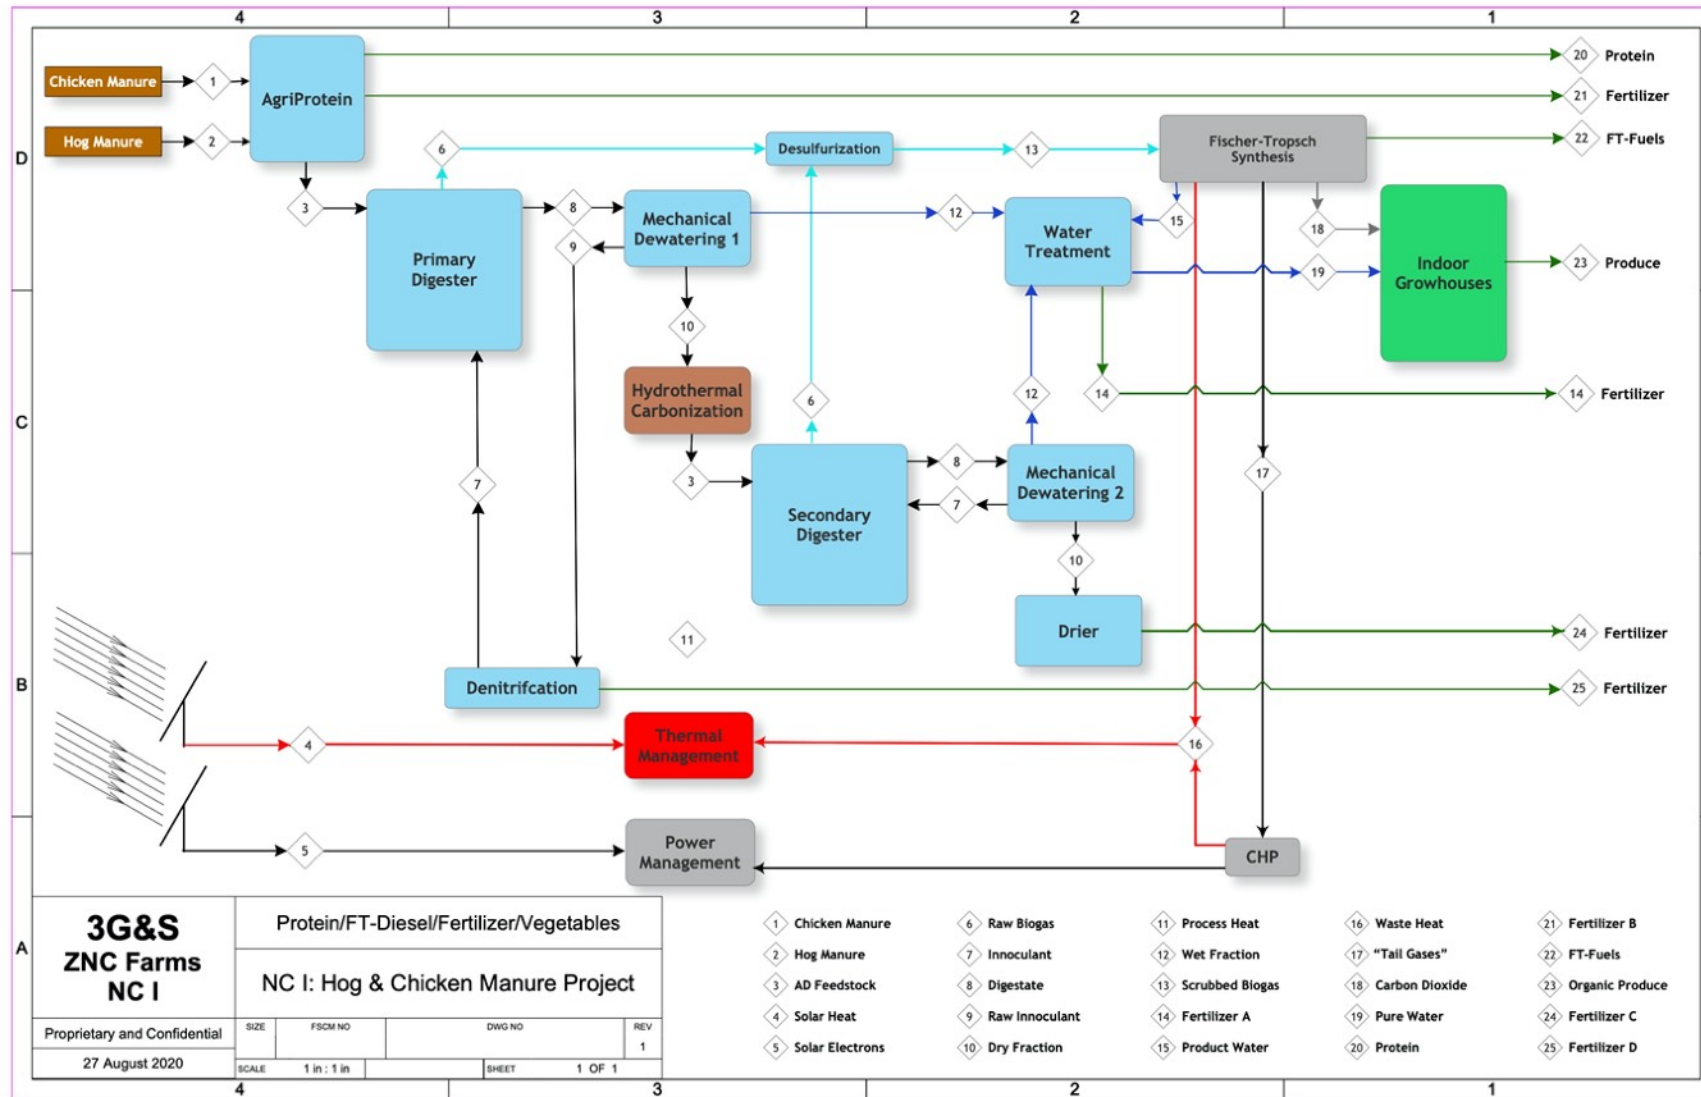 4 3 2 1
Chicken Manure
1
AgriProtein
20 Protein
21 Fertilizer
Hog Manure
2
D
6
Desulfurization
13
Fischer-Tropsch
Synthesis
22 FT-Fuels
3
8
Mechanical
Dewatering 1
12
Water
Treatment
15
18
9
Primary
Digester
19
Indoor
Growhouses
23 Produce
10
C
Hydrothermal
Carbonization
6
12
14
14 Fertilizer
3
8
Mechanical
Dewatering 2
17
7
7
Secondary
Digester
10
11
Drier
24 Fertilizer
B
Denitrifcation
25 Fertilizer
4
Thermal
Management
16
5
Power
Management
CHP
A
3G&S
ZNC Farms
NC I
Proprietary and Confidential
27 August 2020
Protein/FT-Diesel/Fertilizer/Vegetables
NC I: Hog & Chicken Manure Project
SIZE FSCM NO DWG NO REV
1
SCALE 1 in : 1 in SHEET 1 OF 1
1 Chicken Manure
2 Hog Manure
3 AD Feedstock
4 Solar Heat
5 Solar Electrons
6 Raw Biogas
7 Innoculant
8 Digestate
9 Raw Innoculant
10 Dry Fraction
11 Process Heat
12 Wet Fraction
13 Scrubbed Biogas
14 Fertilizer A
15 Product Water
16 Waste Heat
17 “Tail Gases”
18 Carbon Dioxide
19 Pure Water
20 Protein
21 Fertilizer B
22 FT-Fuels
23 Organic Produce
24 Fertilizer C
25 Fertilizer D
4 3 2 1